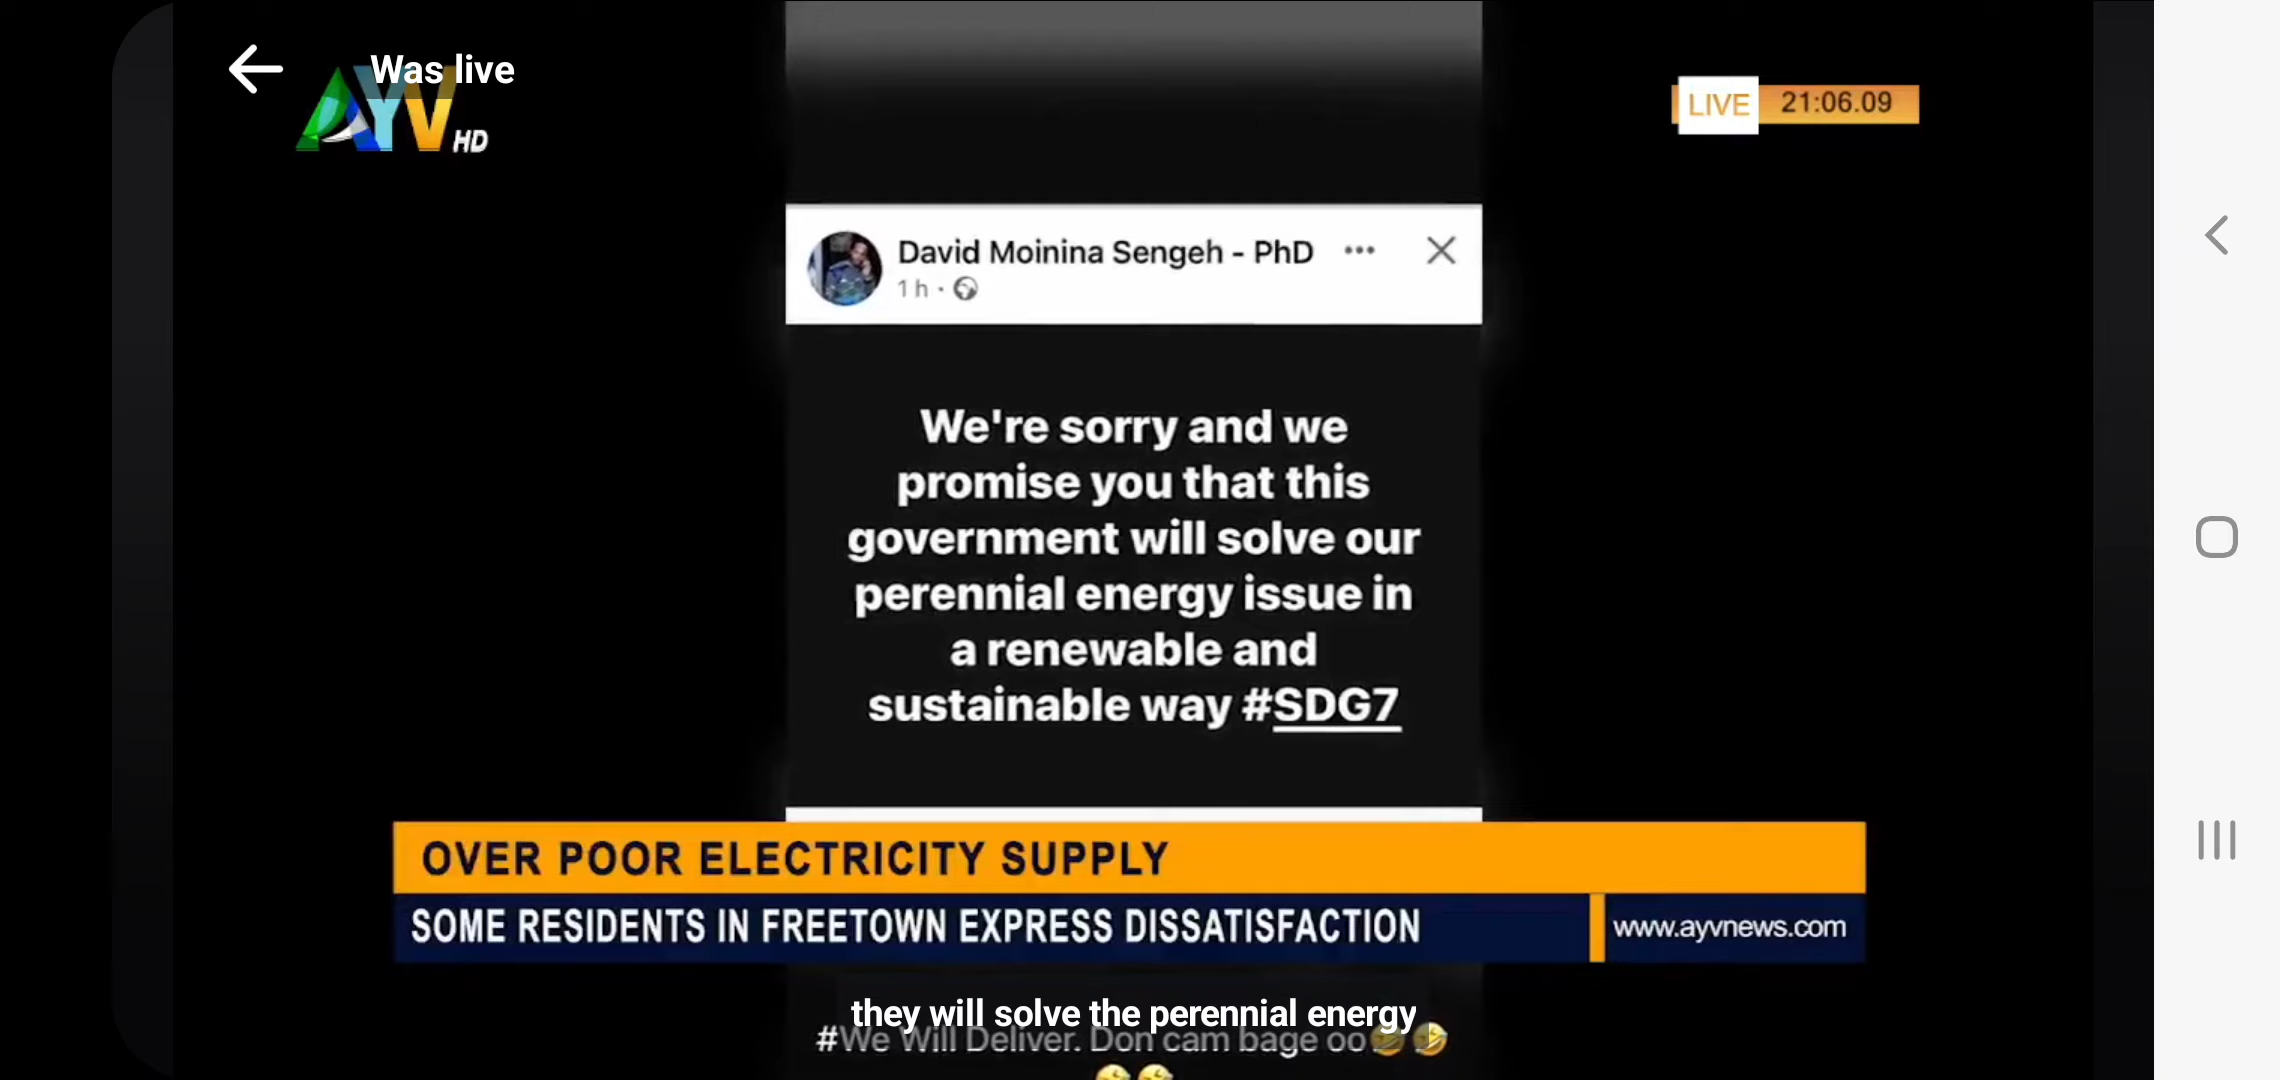 Was live
AYV HD
LIVE 21:06.09
David Moinina Sengeh - PhD
1 h ·
We're sorry and we
promise you that this
government will solve our
perennial energy issue in
a renewable and
sustainable way #SDG7
OVER POOR ELECTRICITY SUPPLY
SOME RESIDENTS IN FREETOWN EXPRESS DISSATISFACTION
www.ayvnews.com
they will solve the perennial energy
#We Will Deliver. Don cam bage oo🤣🤣
🤣🤣